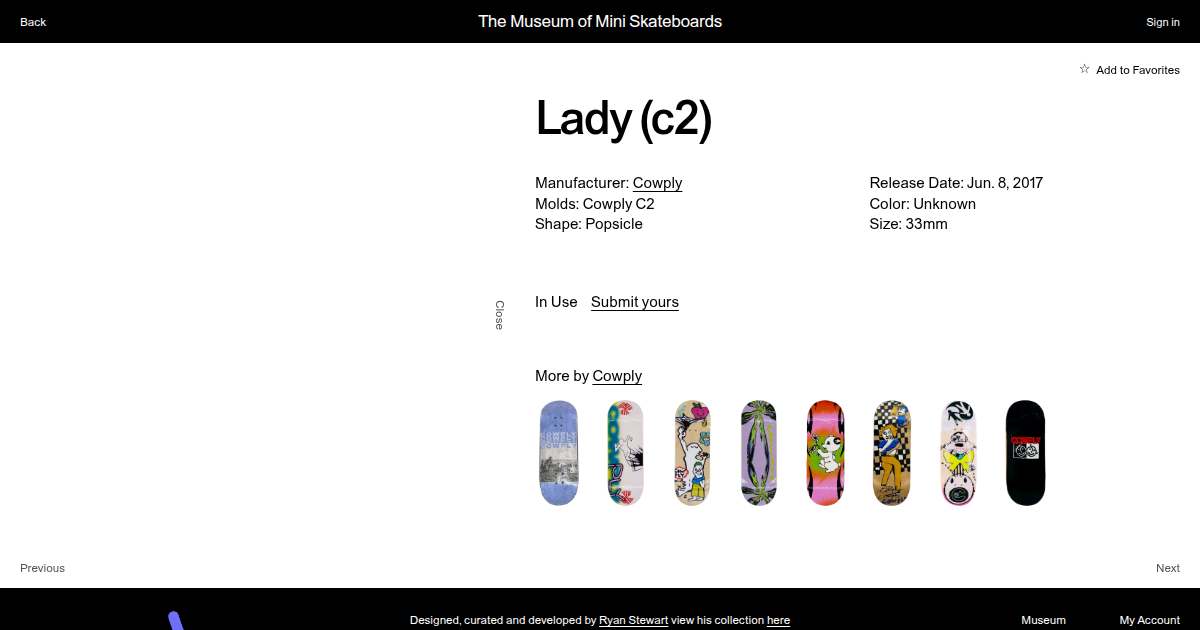 Back
The Museum of Mini Skateboards
Sign in
☆ Add to Favorites
Lady (c2)
Manufacturer: Cowply
Molds: Cowply C2
Shape: Popsicle
Release Date: Jun. 8, 2017
Color: Unknown
Size: 33mm
Close
In Use Submit yours
More by Cowply
Previous
Next
Designed, curated and developed by Ryan Stewart view his collection here
Museum
My Account